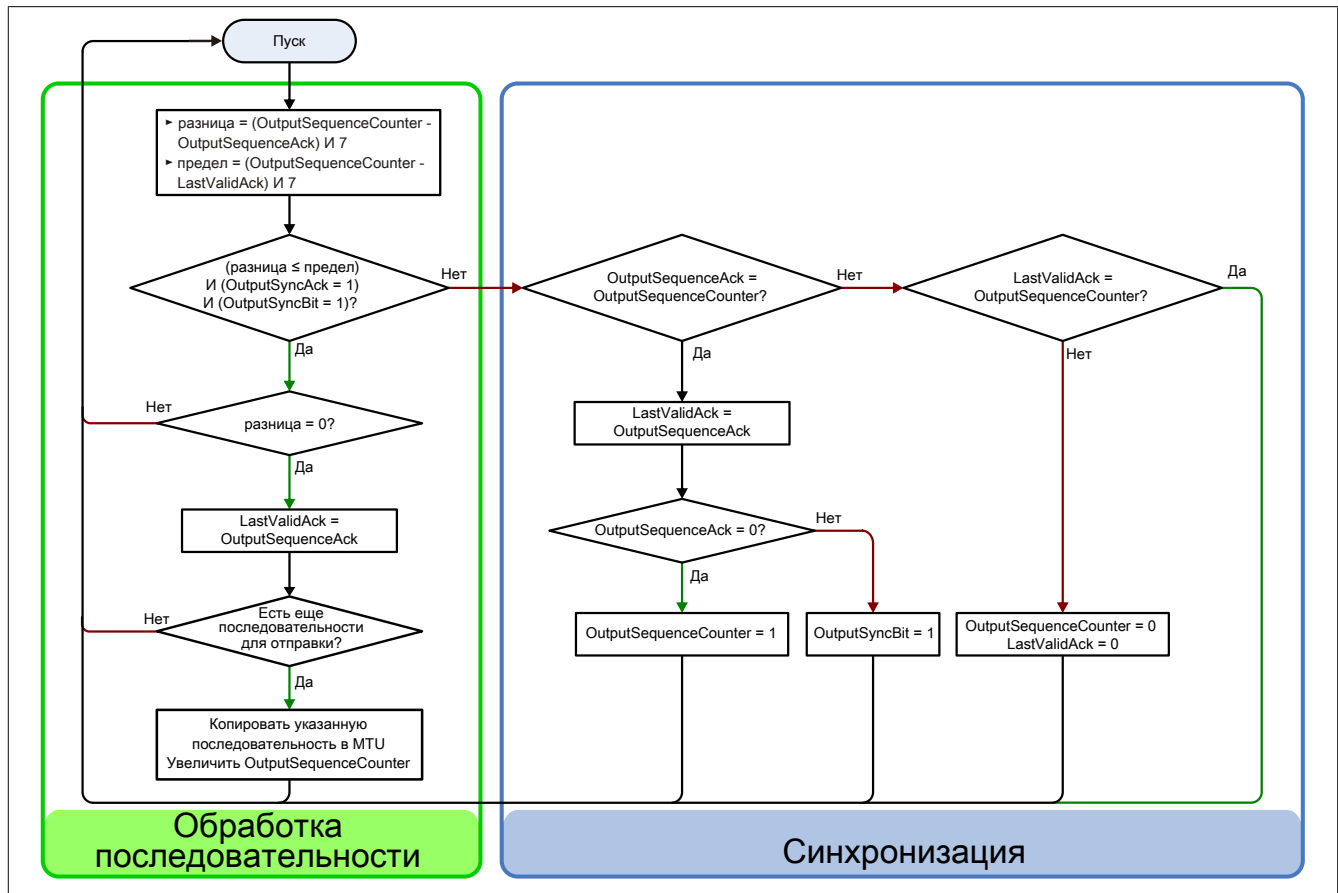 Пуск
► разница = (OutputSequenceCounter -
OutputSequenceAck) И 7
► предел = (OutputSequenceCounter -
LastValidAck) И 7
(разница ≤ предел)
И (OutputSyncAck = 1)
И (OutputSyncBit = 1)?
Нет
Да
разница = 0?
Нет
Да
LastValidAck =
OutputSequenceAck
Есть еще
последовательности
для отправки?
Нет
Да
Копировать указанную
последовательность в MTU
Увеличить OutputSequenceCounter
Обработка
последовательности
OutputSequenceAck =
OutputSequenceCounter?
Нет
Да
LastValidAck =
OutputSequenceAck
OutputSequenceAck = 0?
Нет
Да
OutputSequenceCounter = 1
OutputSyncBit = 1
LastValidAck =
OutputSequenceCounter?
Да
Нет
OutputSequenceCounter = 0
LastValidAck = 0
Синхронизация